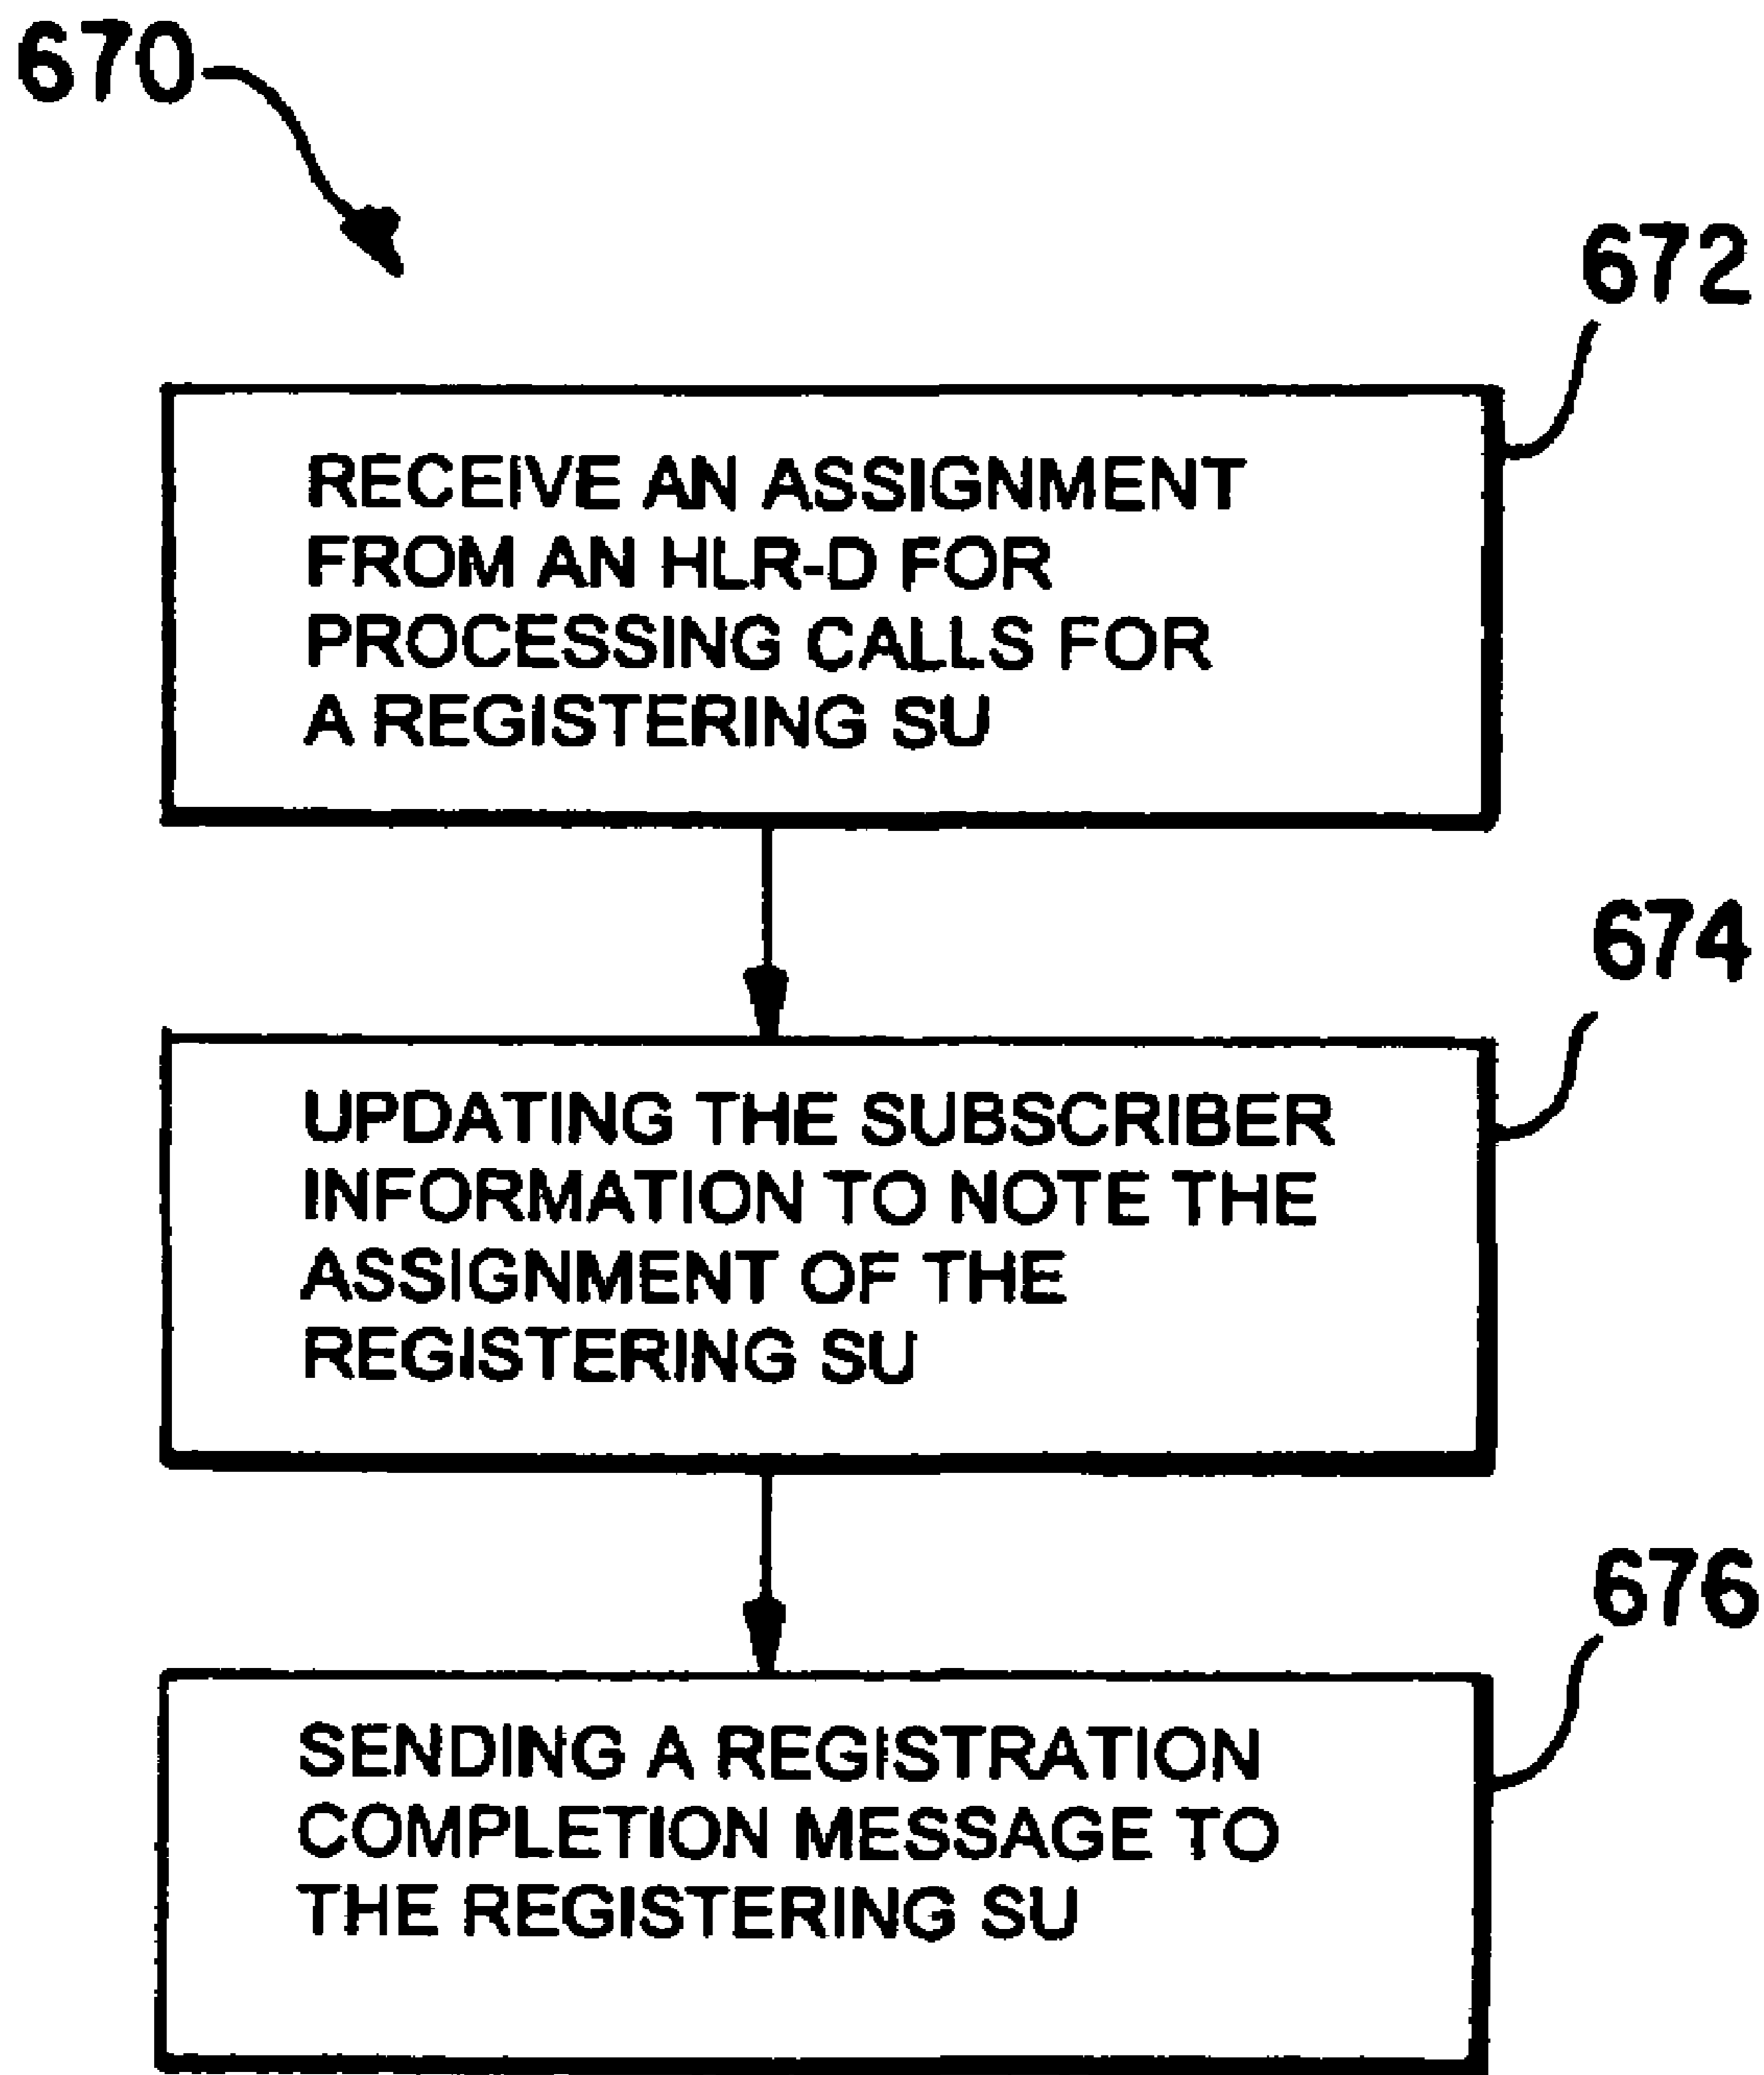 670
672
RECEIVE AN ASSIGNMENT
FROM AN HLR-D FOR
PROCESSING CALLS FOR
A REGISTERING SU
674
UPDATING THE SUBSCRIBER
INFORMATION TO NOTE THE
ASSIGNMENT OF THE
REGISTERING SU
676
SENDING A REGISTRATION
COMPLETION MESSAGE TO
THE REGISTERING SU